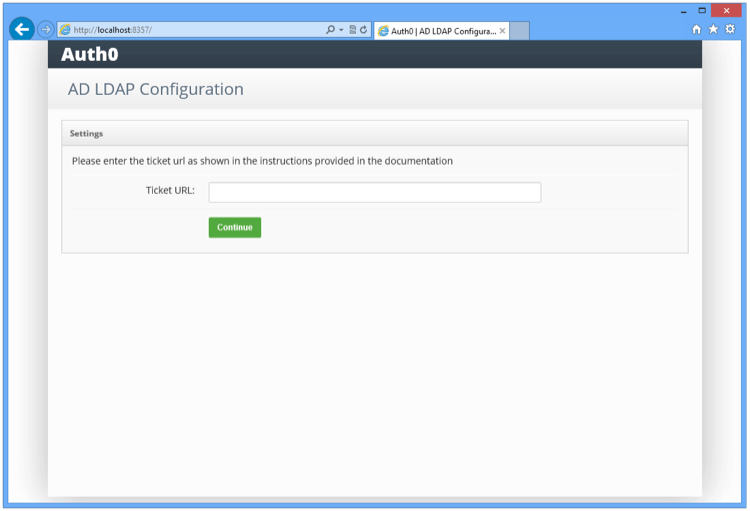 http://localhost:8357/
Auth0 | AD LDAP Configura...
Auth0
AD LDAP Configuration
Settings
Please enter the ticket url as shown in the instructions provided in the documentation
Ticket URL:
Continue